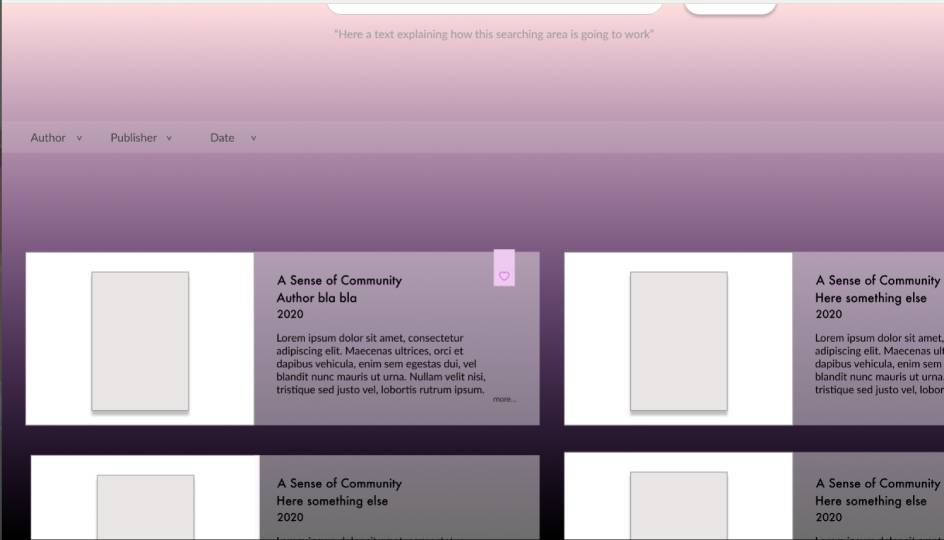 “Here a text explaining how this searching area is going to work”
Author v Publisher v Date v
A Sense of Community
Author bla bla
2020
Lorem ipsum dolor sit amet, consectetur
adipiscing elit. Maecenas ultrices, orci et
dapibus vehicula, enim sem egestas dui, vel
blandit nunc mauris ut urna. Nullam velit nisi,
tristique sed justo vel, lobortis rutrum ipsum.
more...
A Sense of Community
Here something else
2020
Lorem ipsum dolor sit amet,
adipiscing elit. Maecenas
dapibus vehicula, enim sem
blandit nunc mauris ut urna.
tristique sed justo vel,
A Sense of Community
Here something else
2020
A Sense of Community
Here something else
2020